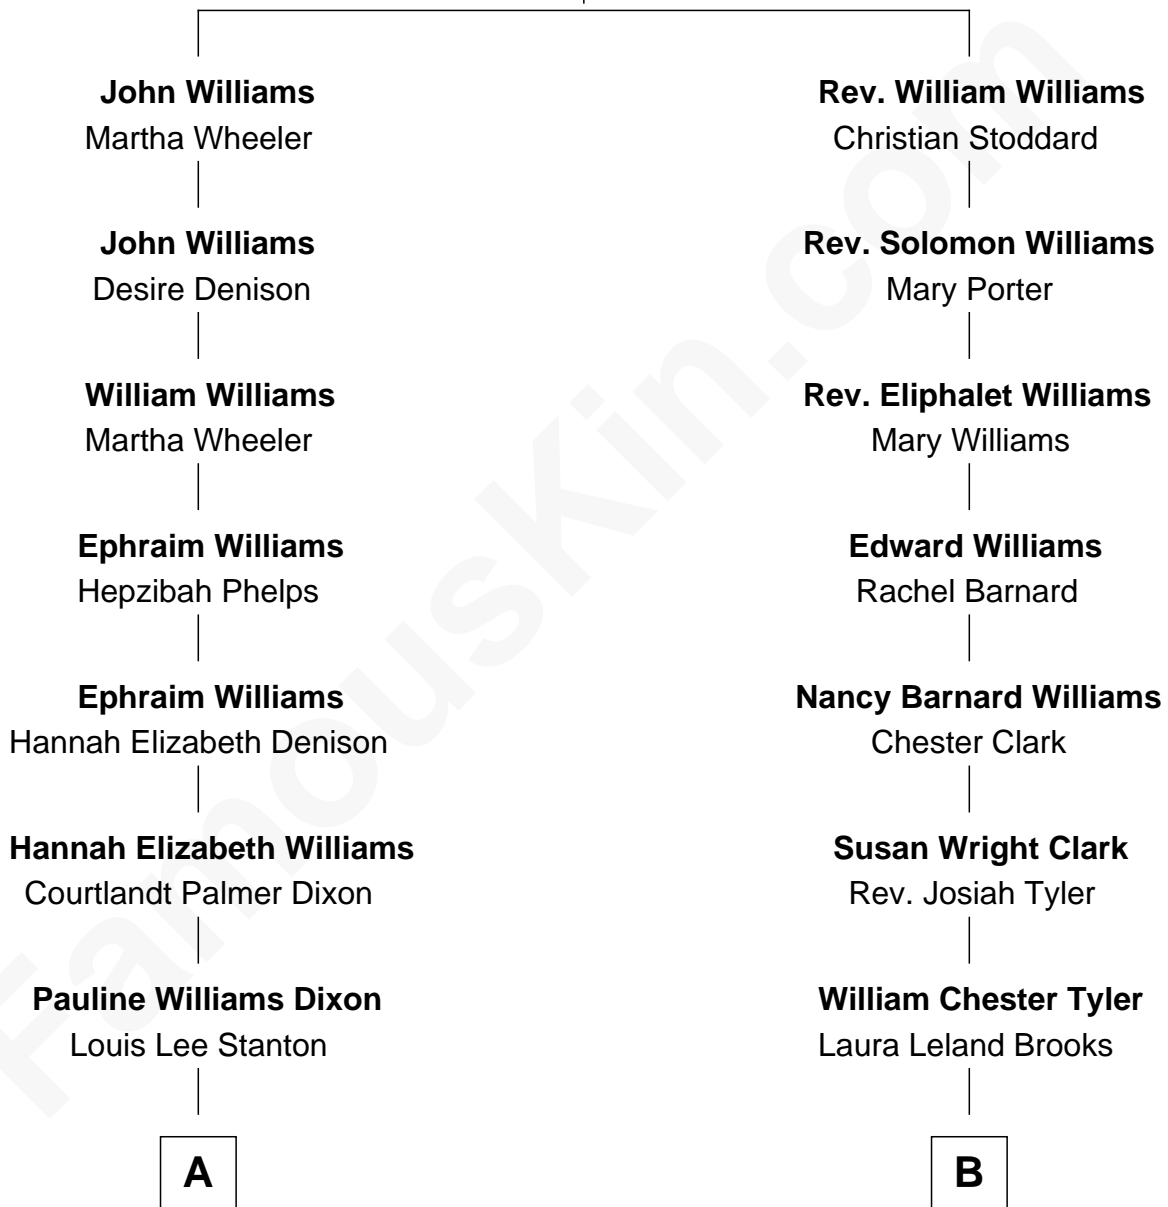 John Williams
Martha Wheeler
John Williams
Desire Denison
William Williams
Martha Wheeler
Ephraim Williams
Hepzibah Phelps
Ephraim Williams
Hannah Elizabeth Denison
Hannah Elizabeth Williams
Courtlandt Palmer Dixon
Pauline Williams Dixon
Louis Lee Stanton
A
Rev. William Williams
Christian Stoddard
Rev. Solomon Williams
Mary Porter
Rev. Eliphalet Williams
Mary Williams
Edward Williams
Rachel Barnard
Nancy Barnard Williams
Chester Clark
Susan Wright Clark
Rev. Josiah Tyler
William Chester Tyler
Laura Leland Brooks
B
FamousKin.com